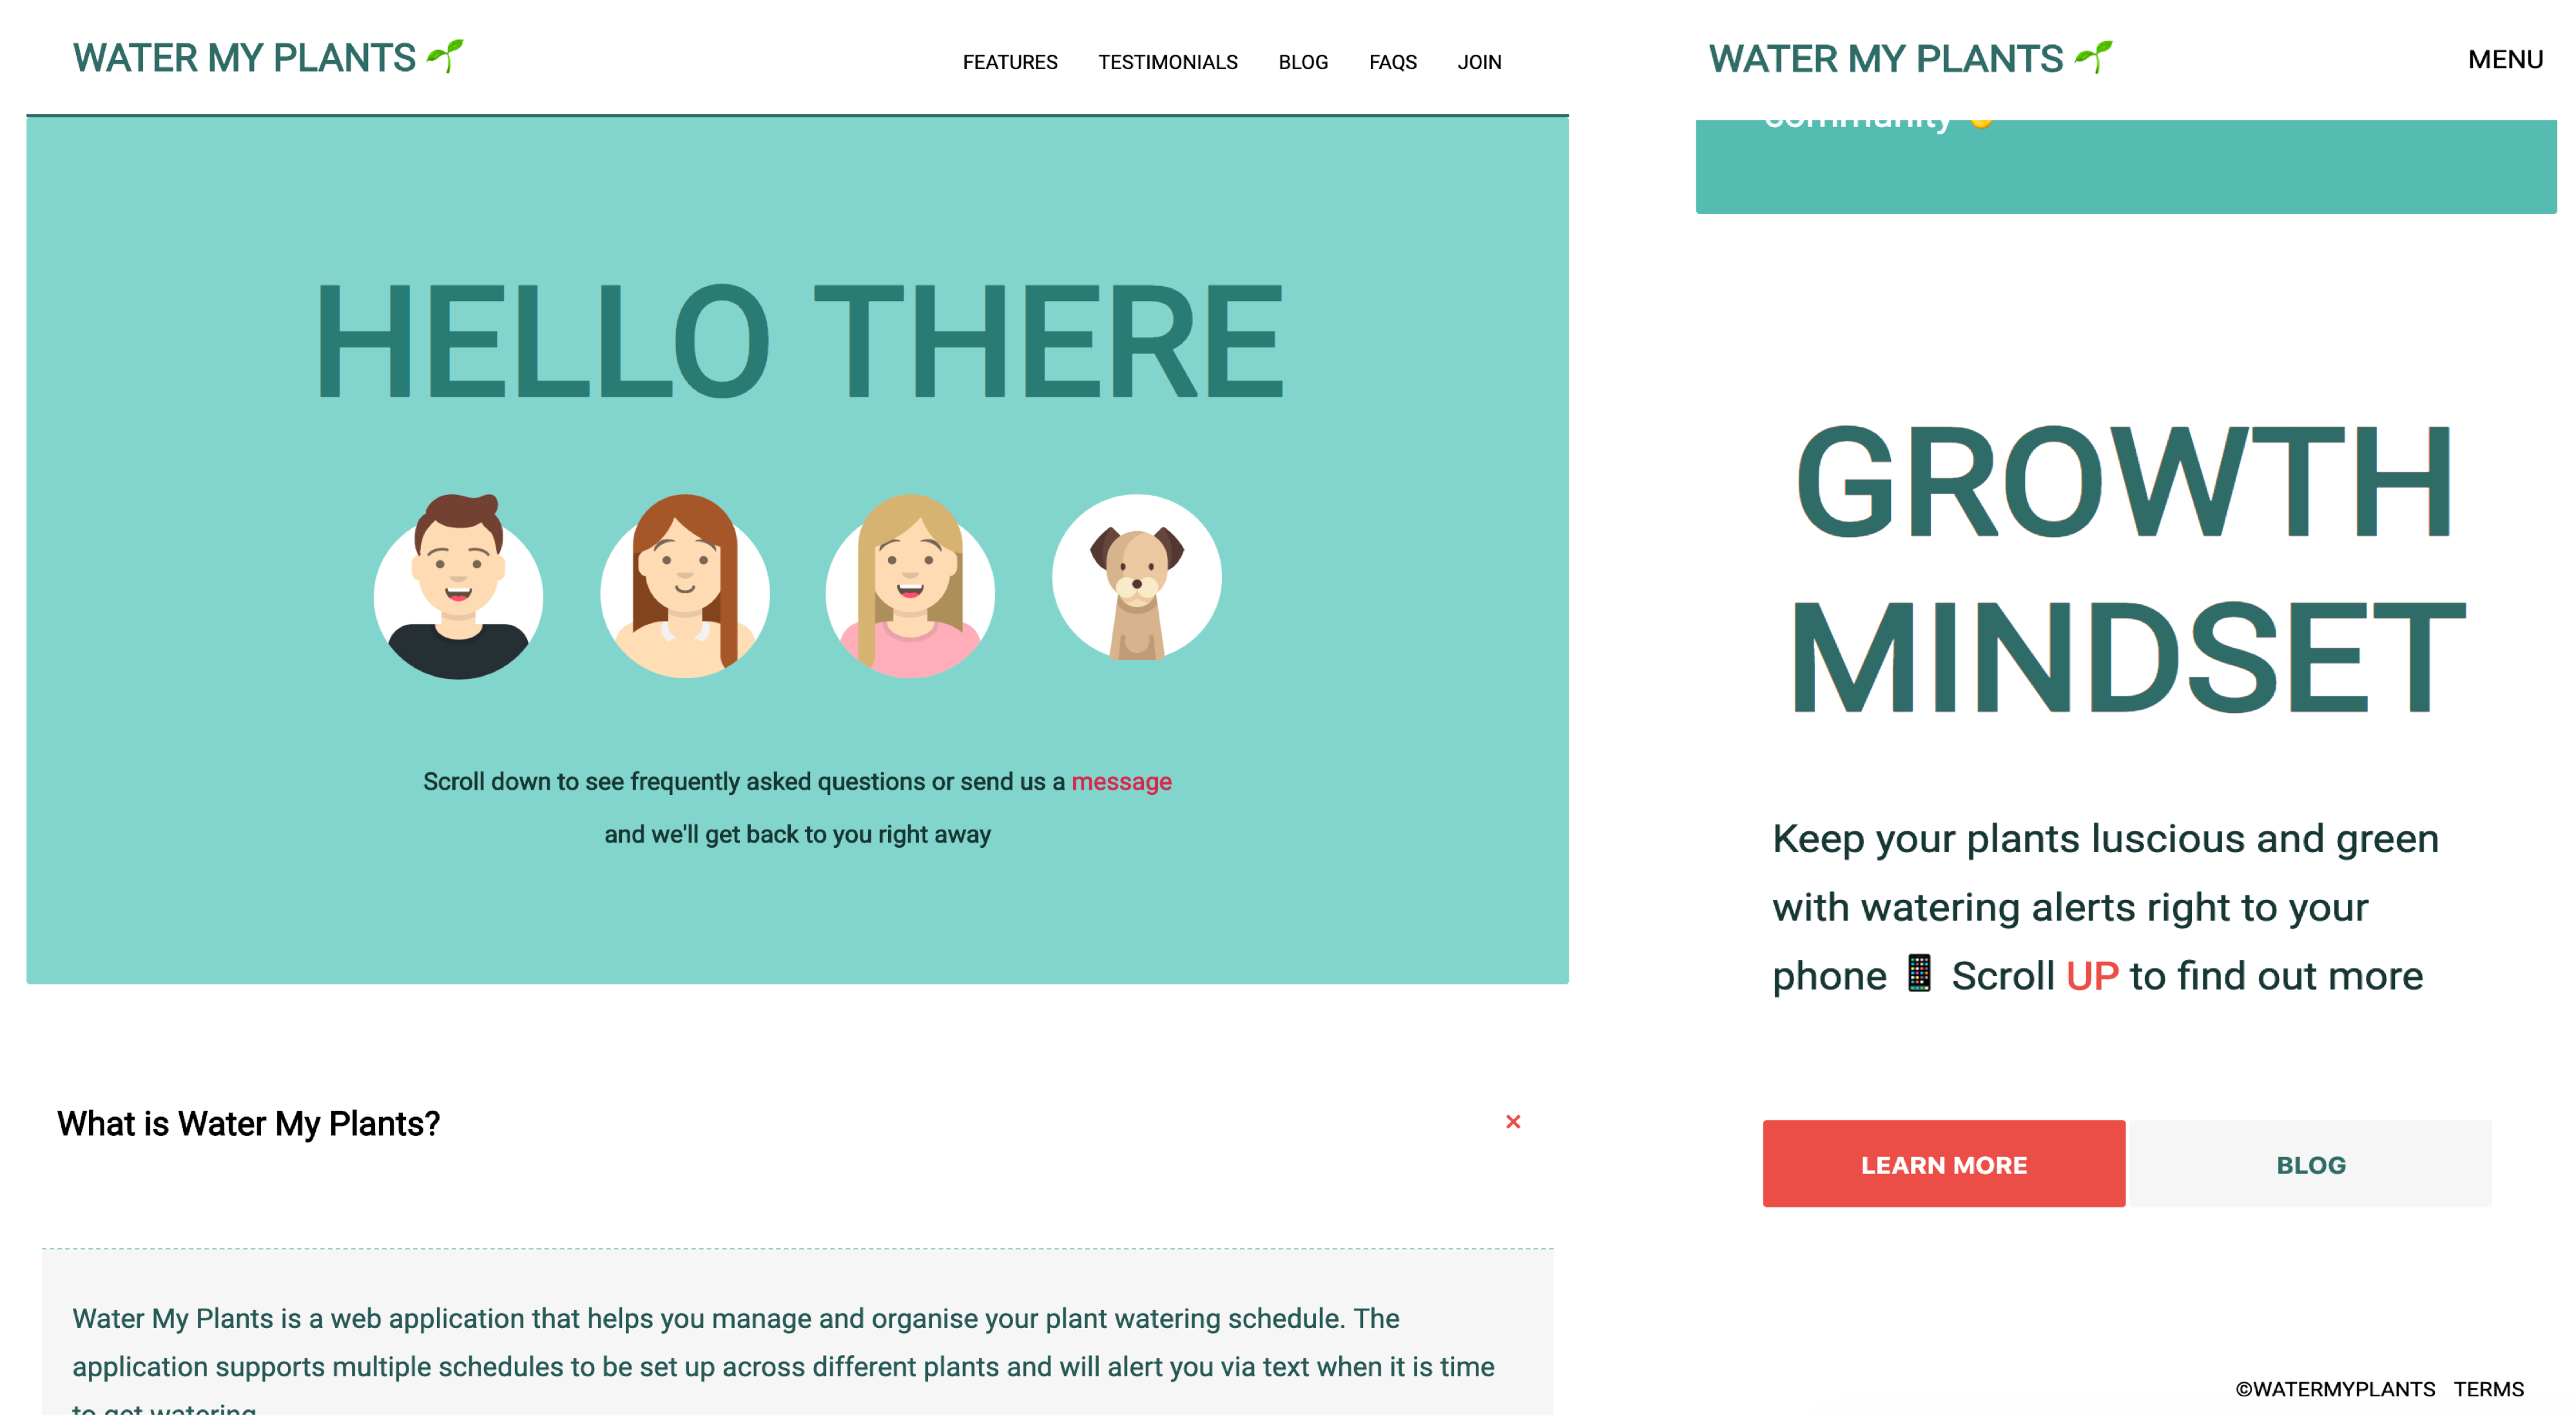 WATER MY PLANTS
FEATURES TESTIMONIALS BLOG FAQS JOIN
HELLO THERE
Scroll down to see frequently asked questions or send us a message
and we'll get back to you right away
What is Water My Plants?
Water My Plants is a web application that helps you manage and organise your plant watering schedule. The
application supports multiple schedules to be set up across different plants and will alert you via text when it is time
to get watering.
WATER MY PLANTS
MENU
community
GROWTH
MINDSET
Keep your plants luscious and green
with watering alerts right to your
phone 📱 Scroll UP to find out more
LEARN MORE
BLOG
©WATERMYPLANTS TERMS